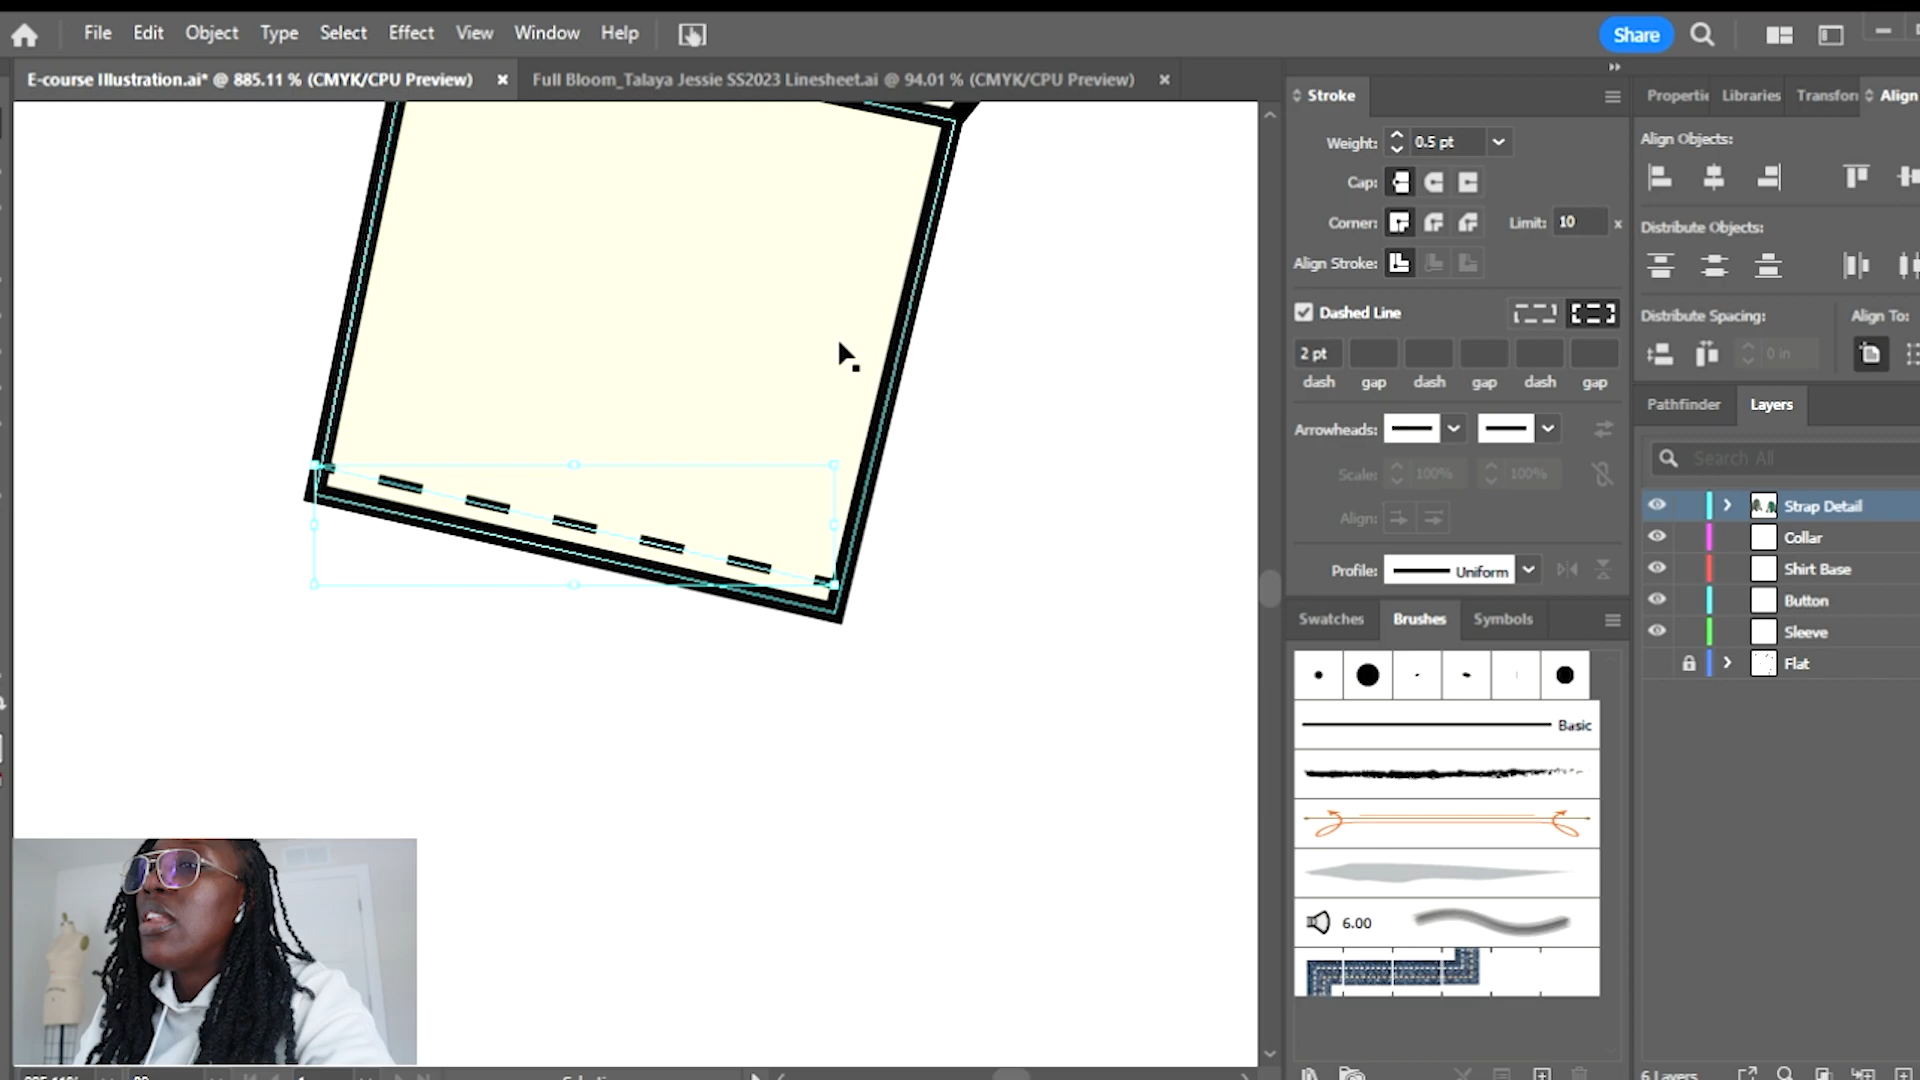 File Edit Object Type Select Effect View Window Help
Share
E-course Illustration.ai* @ 885.11 % (CMYK/CPU Preview)
Full Bloom_Talaya Jessie SS2023 Linesheet.ai @ 94.01 % (CMYK/CPU Preview)
Stroke
Weight: 0.5 pt
Cap:
Corner:
Limit: 10 x
Align Stroke:
Dashed Line
2 pt
dash gap dash gap dash gap
Arrowheads:
Scale: 100% 100%
Align:
Profile: Uniform
Swatches Brushes Symbols
Basic
6.00
Propertie Libraries Transfor Align
Align Objects:
Distribute Objects:
Distribute Spacing: Align To:
0 in
Pathfinder Layers
Search All
Strap Detail
Collar
Shirt Base
Button
Sleeve
Flat
6 Layers